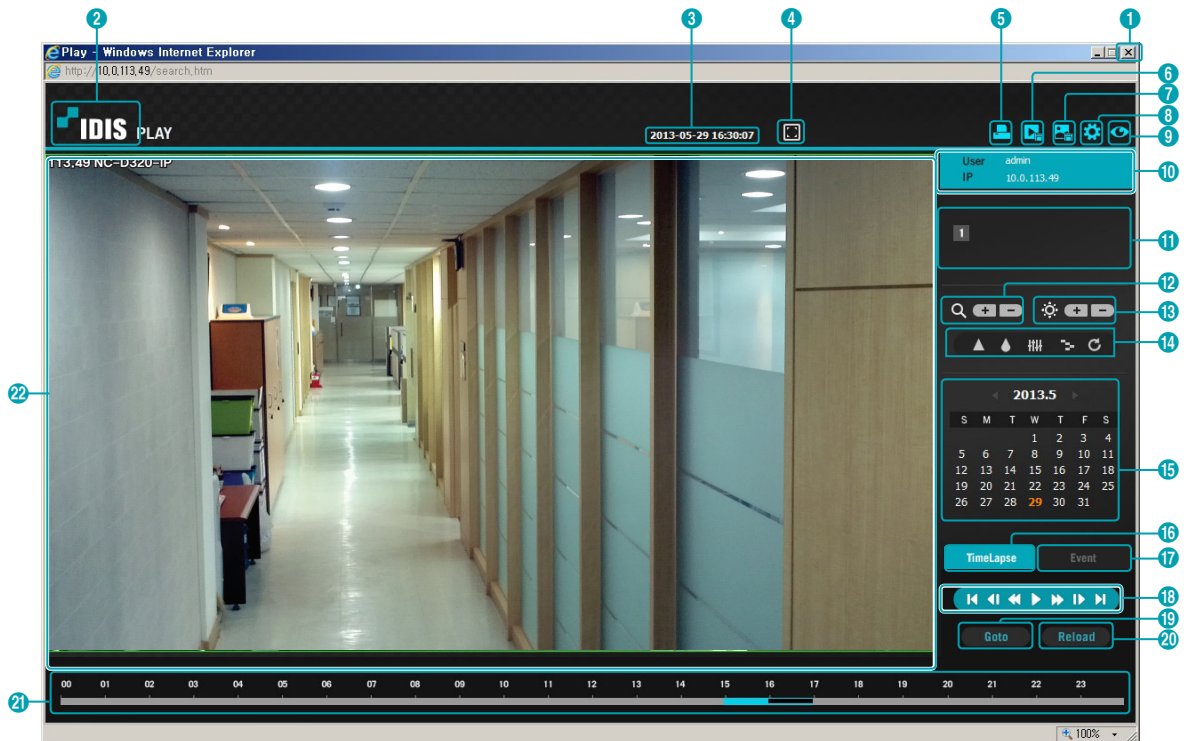 2 3 4 5 1
Play - Windows Internet Explorer
http://10.0.113.49/search.htm
6
7
8
IDIS PLAY
2013-05-29 16:30:07
9
113.49 NC-D320-IP
User admin
IP 10.0.113.49
10
1
11
12
13
14
22
2013.5
S M T W T F S
1 2 3 4
5 6 7 8 9 10 11
12 13 14 15 16 17 18
19 20 21 22 23 24 25
26 27 28 29 30 31
15
16
TimeLapse Event
17
18
19
Goto Reload
20
00 01 02 03 04 05 06 07 08 09 10 11 12 13 14 15 16 17 18 19 20 21 22 23
21
100%